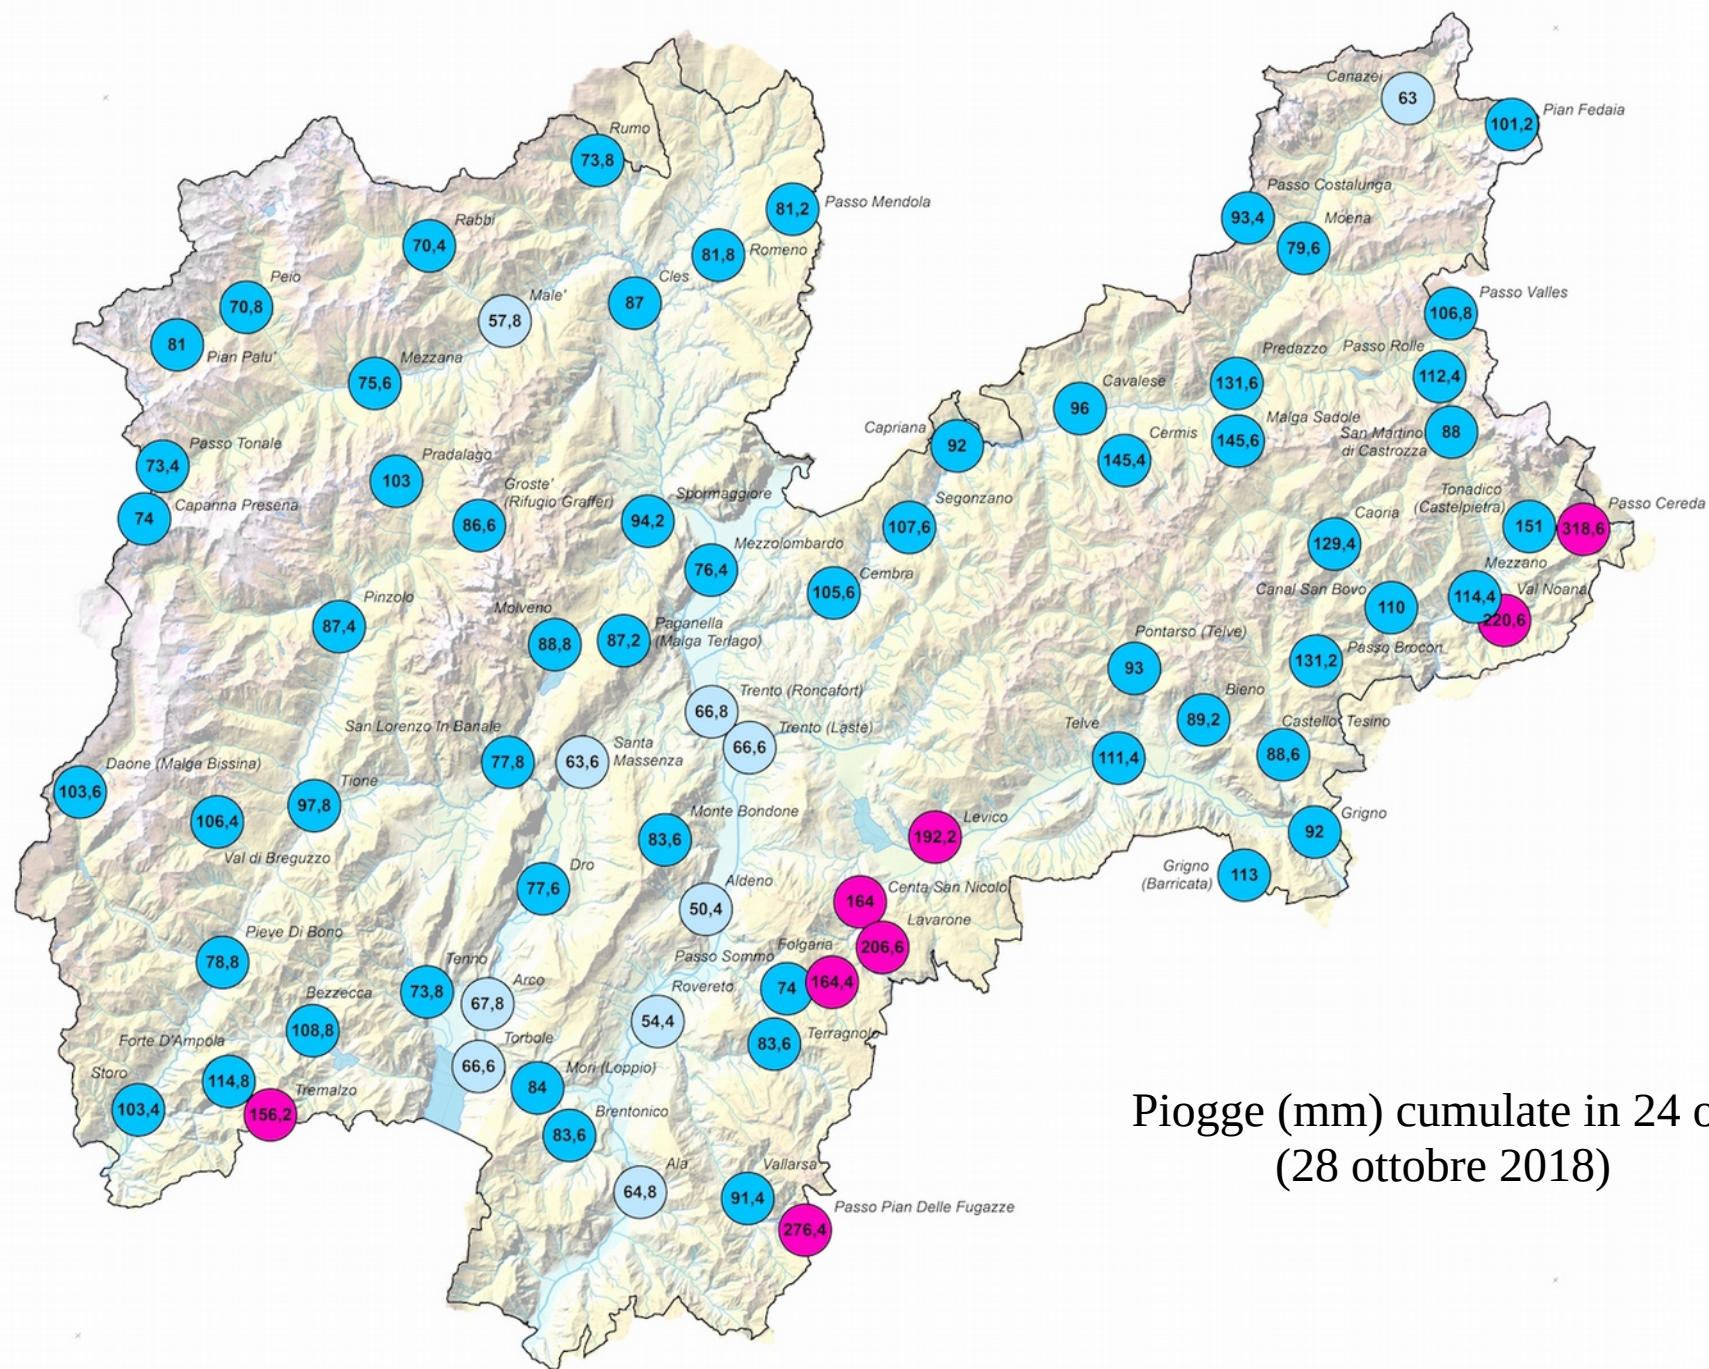 Canazei
63
Pian Fedaia
101,2
Rumo
73,8
Passo Costalunga
93,4
Moena
79,6
81,2
Passo Mendola
Rabbi
70,4
81,8
Romeno
Peio
70,8
Cles
87
Male'
57,8
Passo Valles
106,8
81
Pian Palu'
Mezzana
75,6
Predazzo
131,6
Passo Rolle
112,4
Cavalese
96
Malga Sadole
145,6
San Martino
di Castrozza
88
Capriana
92
Cermis
145,4
Passo Tonale
73,4
Pradalago
103
Capanna Presena
74
Groste'
(Rifugio Graffer)
86,6
Spormaggiore
94,2
Segonzano
107,6
Tonadico
(Castelpietra)
151
Passo Cereda
318,6
Caoria
129,4
Mezzolombardo
76,4
Cembra
105,6
Mezzano
114,4
Canal San Bovo
110
Val Noana
220,6
Pinzolo
87,4
Molveno
88,8
Paganella
(Malga Terlago)
87,2
Pontarso (Telve)
93
Passo Brocon
131,2
Trento (Roncafort)
66,8
Trento (Laste)
66,6
Bieno
89,2
Telve
111,4
Castello Tesino
88,6
San Lorenzo In Banale
77,8
Santa
Massenza
63,6
Daone (Malga Bissina)
103,6
Tione
97,8
106,4
Val di Breguzzo
Monte Bondone
83,6
Levico
192,2
Grigno
92
Grigno
(Barricata)
113
Dro
77,6
Aldeno
50,4
Centa San Nicolo
164
Lavarone
206,6
Pieve Di Bono
78,8
Folgaria
164,4
Passo Sommo
74
Tenno
73,8
Arco
67,8
Rovereto
54,4
Bezzecca
108,8
Terragnolo
83,6
Forte D'Ampola
114,8
Torbole
66,6
Mori (Loppio)
84
Storo
103,4
Tremalzo
156,2
Brentonico
83,6
Ala
64,8
Vallarsa
91,4
Passo Pian Delle Fugazze
276,4
Piogge (mm) cumulate in 24 o
(28 ottobre 2018)